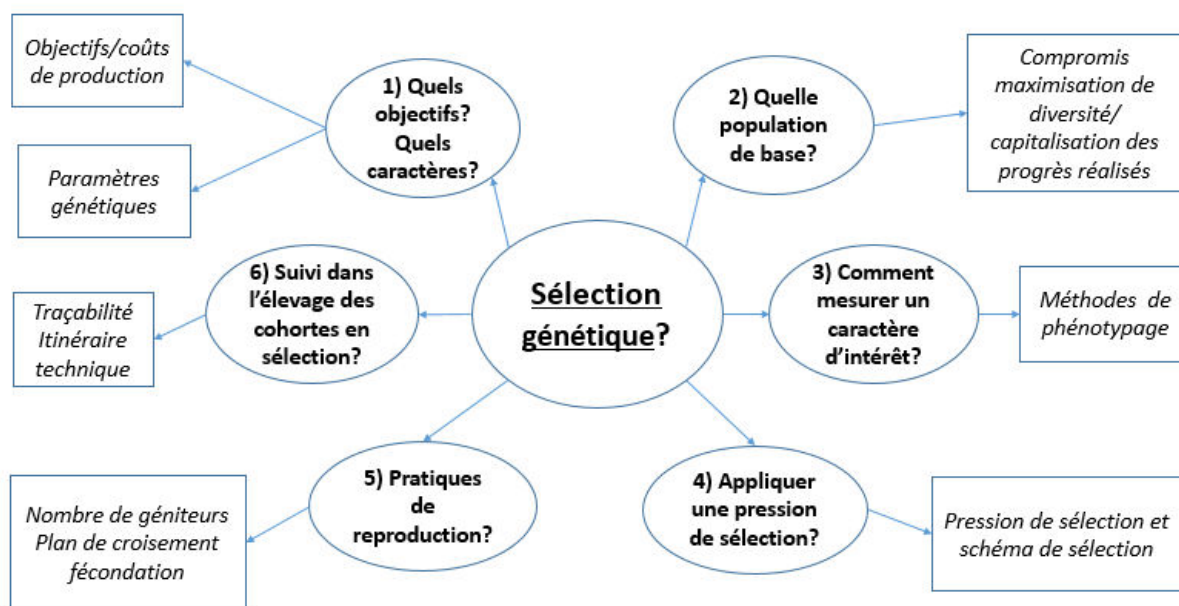 Objectifs/coûts
de production
1) Quels
objectifs?
Quels
caractères?
Paramètres
génétiques
2) Quelle
population
de base?
Compromis
maximisation de
diversité/
capitalisation des
progrès réalisés
Sélection
génétique?
3) Comment
mesurer un
caractère
d’intérêt?
Méthodes de
phénotypage
4) Appliquer
une pression
de sélection?
Pression de sélection et
schéma de sélection
5) Pratiques
de
reproduction?
Nombre de géniteurs
Plan de croisement
fécondation
6) Suivi dans
l’élevage des
cohortes en
sélection?
Traçabilité
Itinéraire
technique